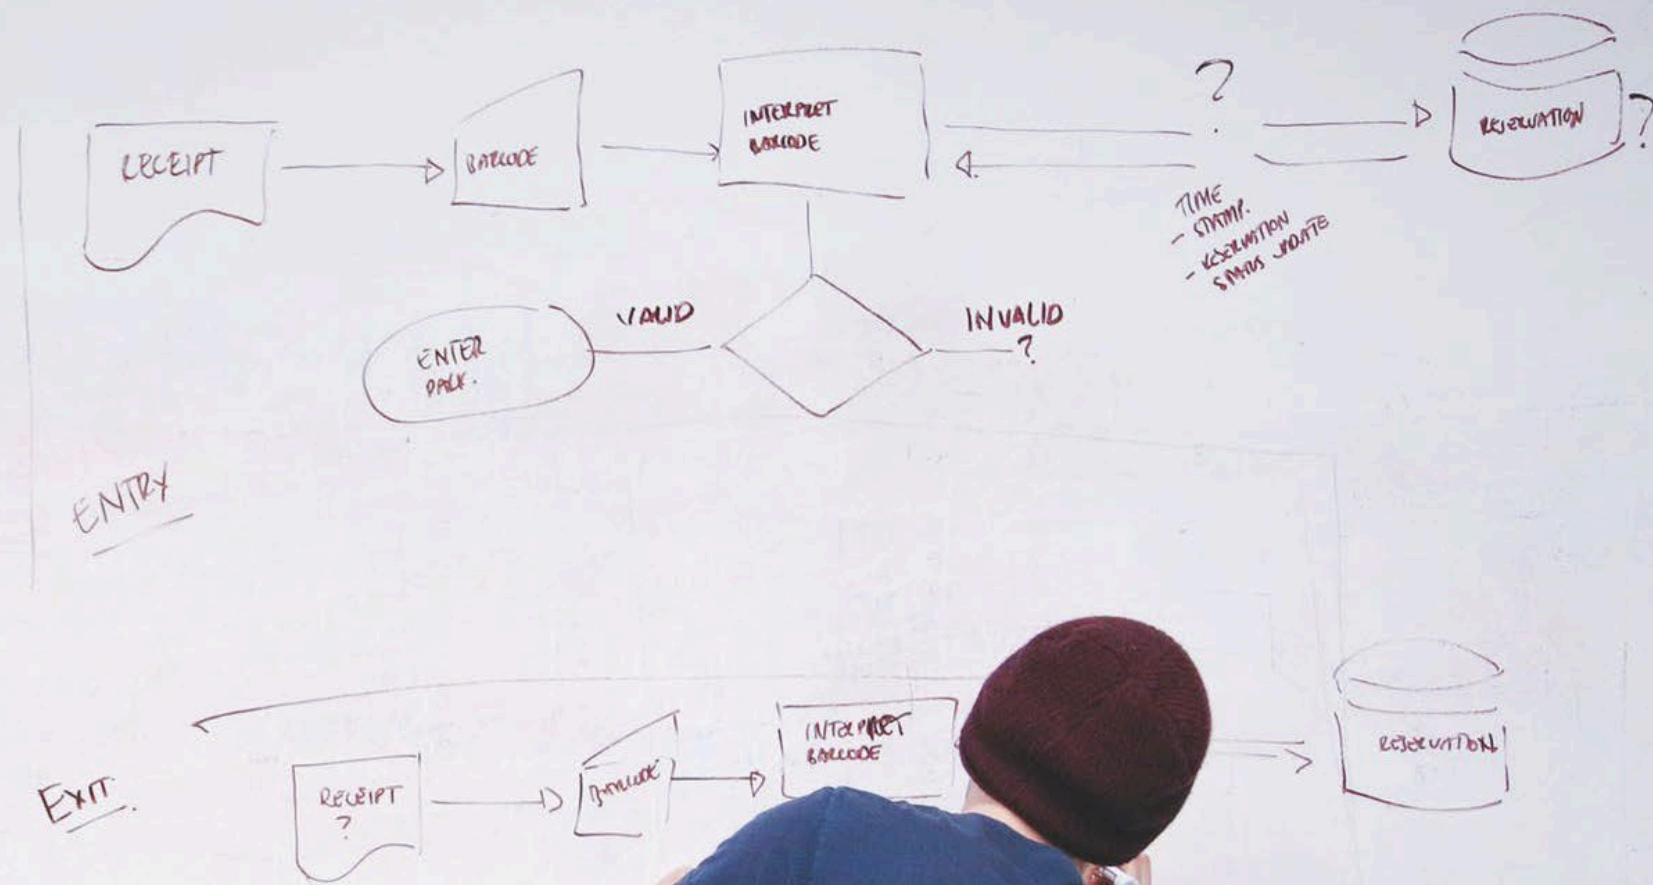 RECEIPT
BARCODE
INTERPRET
BARCODE
?
RESERVATION
?
TIME
- STAMP.
- RESERVATION
STATUS UPDATE
VALID
INVALID
?
ENTER
PARK.
ENTRY
EXIT.
RECEIPT
?
BARCODE
INTERPRET
BARCODE
RESERVATION